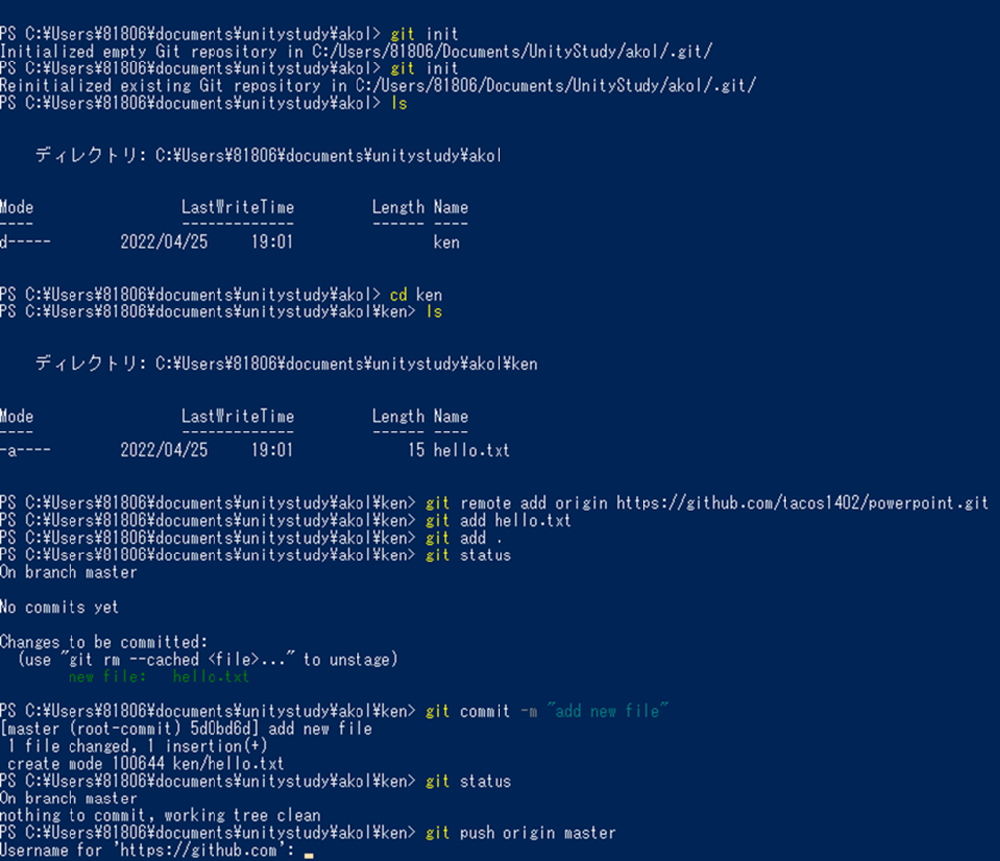 PS C:¥Users¥81806¥documents¥unitystudy¥akol> git init
Initialized empty Git repository in C:/Users/81806/Documents/UnityStudy/akol/.git/
PS C:¥Users¥81806¥documents¥unitystudy¥akol> git init
Reinitialized existing Git repository in C:/Users/81806/Documents/UnityStudy/akol/.git/
PS C:¥Users¥81806¥documents¥unitystudy¥akol> ls
ディレクトリ: C:¥Users¥81806¥documents¥unitystudy¥akol
Mode LastWriteTime Length Name
---- ------------- ------ ----
d----- 2022/04/25 19:01 ken
PS C:¥Users¥81806¥documents¥unitystudy¥akol> cd ken
PS C:¥Users¥81806¥documents¥unitystudy¥akol¥ken> ls
ディレクトリ: C:¥Users¥81806¥documents¥unitystudy¥akol¥ken
Mode LastWriteTime Length Name
---- ------------- ------ ----
-a---- 2022/04/25 19:01 15 hello.txt
PS C:¥Users¥81806¥documents¥unitystudy¥akol¥ken> git remote add origin https://github.com/tacos1402/powerpoint.git
PS C:¥Users¥81806¥documents¥unitystudy¥akol¥ken> git add hello.txt
PS C:¥Users¥81806¥documents¥unitystudy¥akol¥ken> git add .
PS C:¥Users¥81806¥documents¥unitystudy¥akol¥ken> git status
On branch master
No commits yet
Changes to be committed:
(use "git rm --cached <file>..." to unstage)
new file: hello.txt
PS C:¥Users¥81806¥documents¥unitystudy¥akol¥ken> git commit -m "add new file"
[master (root-commit) 5d0bd6d] add new file
1 file changed, 1 insertion(+)
create mode 100644 ken/hello.txt
PS C:¥Users¥81806¥documents¥unitystudy¥akol¥ken> git status
On branch master
nothing to commit, working tree clean
PS C:¥Users¥81806¥documents¥unitystudy¥akol¥ken> git push origin master
Username for 'https://github.com':